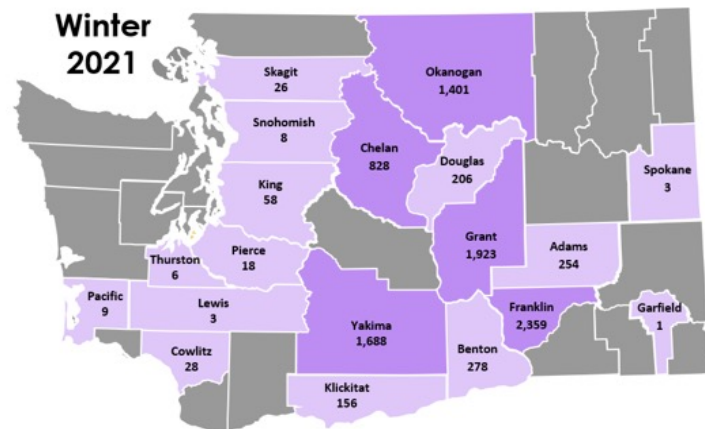 Winter
2021
Skagit
26
Okanogan
1,401
Snohomish
8
Chelan
828
Douglas
206
Spokane
3
King
58
Grant
1,923
Adams
254
Thurston
6
Pierce
18
Pacific
9
Lewis
3
Yakima
1,688
Franklin
2,359
Garfield
1
Cowlitz
28
Benton
278
Klickitat
156